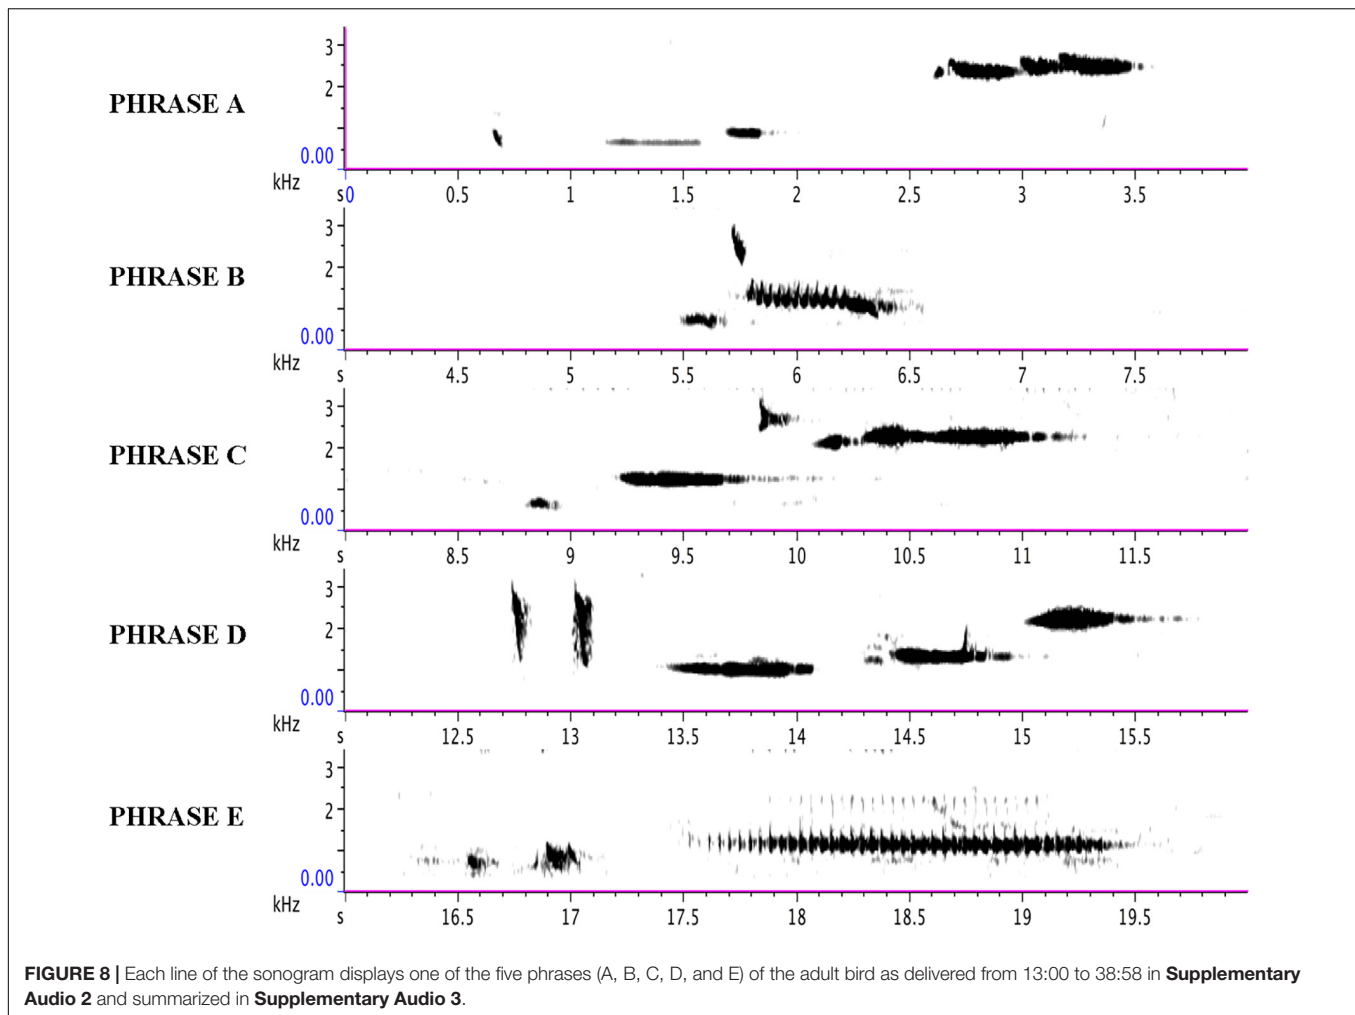 PHRASE A
3
2
0.00
kHz
s 0 0.5 1 1.5 2 2.5 3 3.5
PHRASE B
3
2
0.00
kHz
s 4.5 5 5.5 6 6.5 7 7.5
PHRASE C
3
2
0.00
kHz
s 8.5 9 9.5 10 10.5 11 11.5
PHRASE D
3
2
0.00
kHz
s 12.5 13 13.5 14 14.5 15 15.5
PHRASE E
3
2
0.00
kHz
s 16.5 17 17.5 18 18.5 19 19.5
FIGURE 8 | Each line of the sonogram displays one of the five phrases (A, B, C, D, and E) of the adult bird as delivered from 13:00 to 38:58 in Supplementary
Audio 2 and summarized in Supplementary Audio 3.